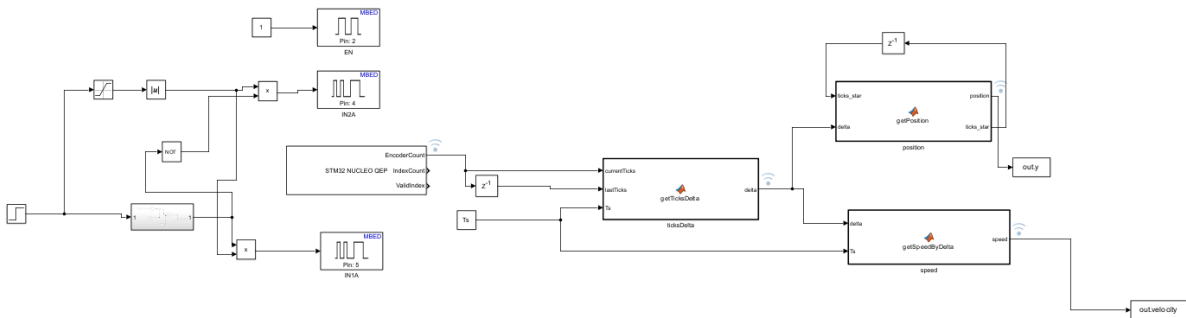 MBED
1
Pin: 2
EN
MBED
|u|
x
Pin: 4
IN2A
NOT
1
1
x
MBED
Pin: 5
IN1A
EncoderCount
STM32 NUCLEO QEP
IndexCount
ValidIndex
Z-1
Ts
currentTicks
lastTicks
Ts
getTicksDelta
delta
ticksDelta
Z-1
ticks_star
delta
getPosition
position
ticks_star
position
out.y
delta
Ts
getSpeedByDelta
speed
speed
out.velocity